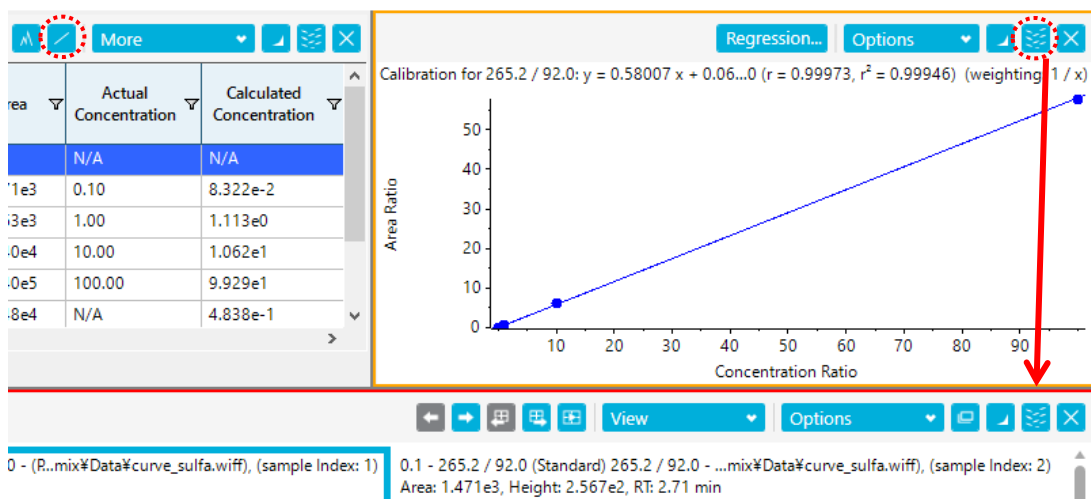 More
rea
Actual Concentration
Calculated Concentration
N/A N/A
71e3 0.10 8.322e-2
53e3 1.00 1.113e0
0e4 10.00 1.062e1
0e5 100.00 9.929e1
8e4 N/A 4.838e-1
Regression... Options
Calibration for 265.2 / 92.0: y = 0.58007 x + 0.06...0 (r = 0.99973, r² = 0.99946) (weighting: 1 / x)
Area Ratio
50
40
30
20
10
0
10 20 30 40 50 60 70 80 90
Concentration Ratio
View Options
0 - (P...mix¥Data¥curve_sulfa.wiff), (sample Index: 1)
0.1 - 265.2 / 92.0 (Standard) 265.2 / 92.0 - ...mix¥Data¥curve_sulfa.wiff), (sample Index: 2)
Area: 1.471e3, Height: 2.567e2, RT: 2.71 min